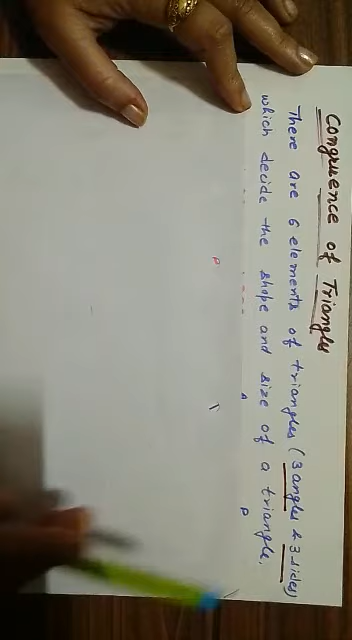 Congruence of Triangles
There are 6 elements of triangles (3 angles & 3 sides)
which decide the shape and size of a triangle.